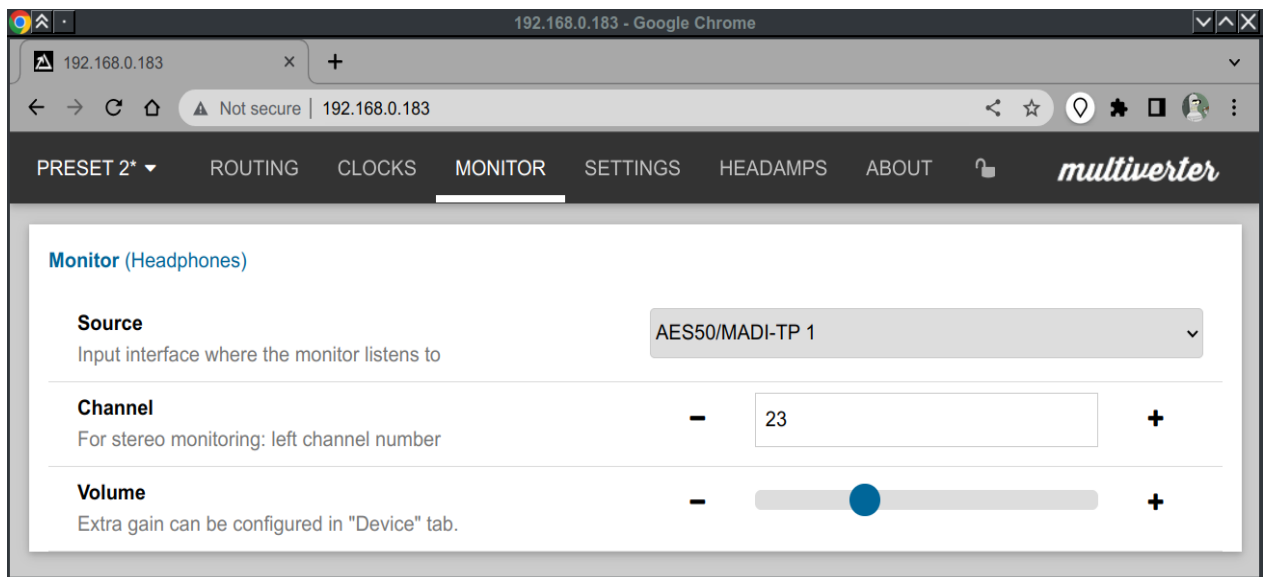 192.168.0.183 - Google Chrome
192.168.0.183
Not secure | 192.168.0.183
PRESET 2* ROUTING CLOCKS MONITOR SETTINGS HEADAMPS ABOUT multiverter
Monitor (Headphones)
Source
AES50/MADI-TP 1
Input interface where the monitor listens to
Channel
23
For stereo monitoring: left channel number
Volume
Extra gain can be configured in "Device" tab.